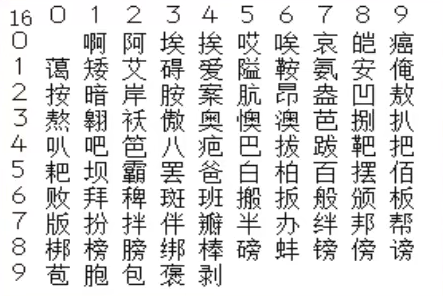 16 0 1 2 3 4 5 6 7 8 9
0 啊 阿 埃 挨 哎 唉 哀 皑 癌
1 蔼 矮 艾 碍 爱 隘 鞍 氨 安 俺
2 按 暗 岸 胺 案 肮 昂 盎 凹 敖
3 熬 翱 袄 傲 奥 懊 澳 芭 捌 扒
4 叭 吧 笆 八 疤 巴 拔 跋 靶 把
5 耙 坝 霸 罢 爸 白 柏 百 摆 佰
6 败 拜 稗 斑 班 搬 扳 般 颁 板
7 版 扮 拌 伴 瓣 半 办 绊 邦 帮
8 梆 榜 膀 绑 棒 磅 蚌 镑 傍 谤
9 苞 胞 包 褒 剥